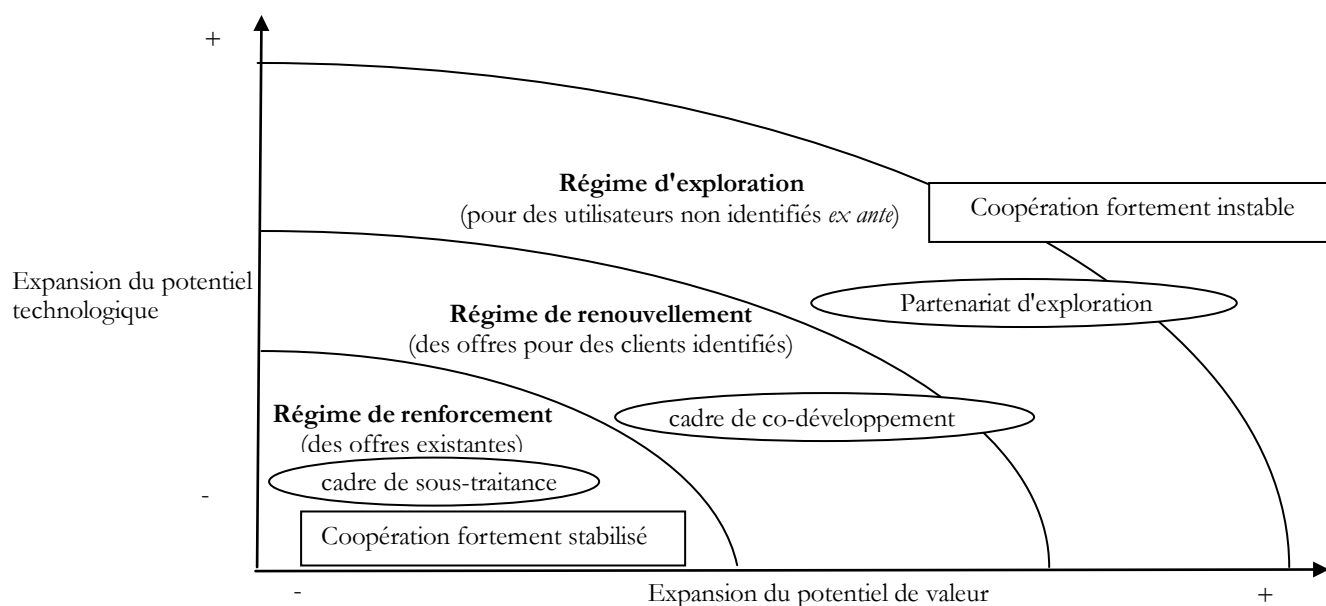 +
Régime d'exploration
(pour des utilisateurs non identifiés ex ante)
Coopération fortement instable
Expansion du potentiel
technologique
Partenariat d'exploration
Régime de renouvellement
(des offres pour des clients identifiés)
Régime de renforcement
(des offres existantes)
cadre de co-développement
cadre de sous-traitance
-
Coopération fortement stabilisé
-
Expansion du potentiel de valeur
+